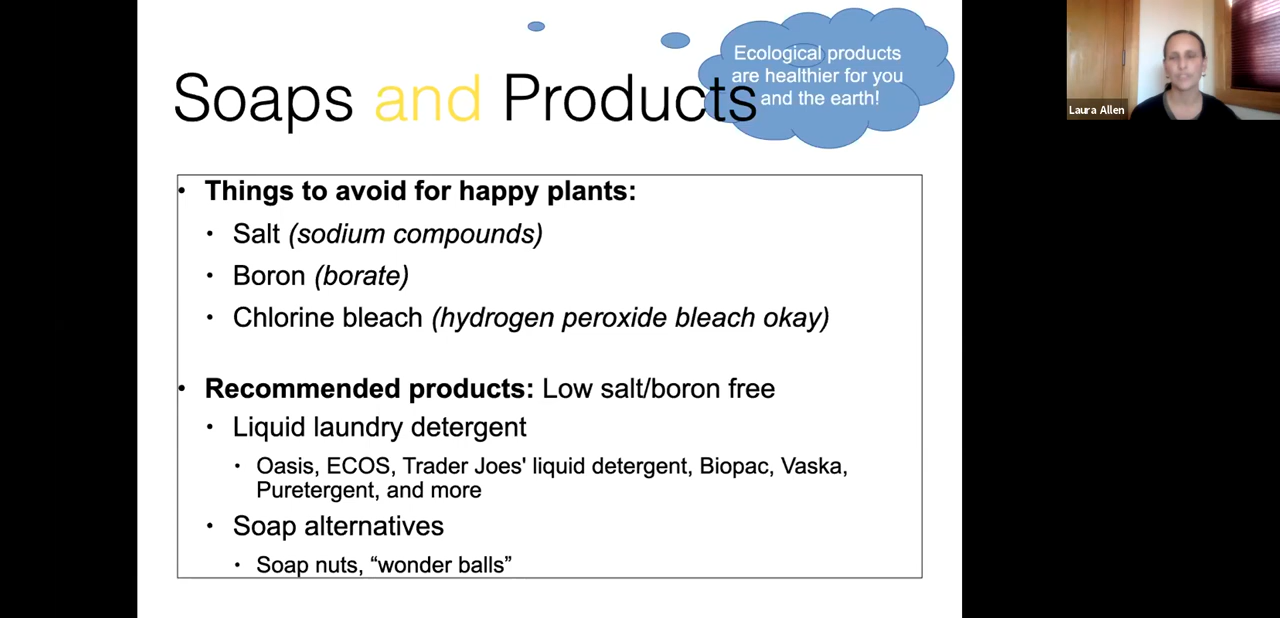 Ecological products
are healthier for you
and the earth!
Soaps and Products
Laura Allen
• Things to avoid for happy plants:
• Salt (sodium compounds)
• Boron (borate)
• Chlorine bleach (hydrogen peroxide bleach okay)
• Recommended products: Low salt/boron free
• Liquid laundry detergent
• Oasis, ECOS, Trader Joes' liquid detergent, Biopac, Vaska,
Puretergent, and more
• Soap alternatives
• Soap nuts, “wonder balls”